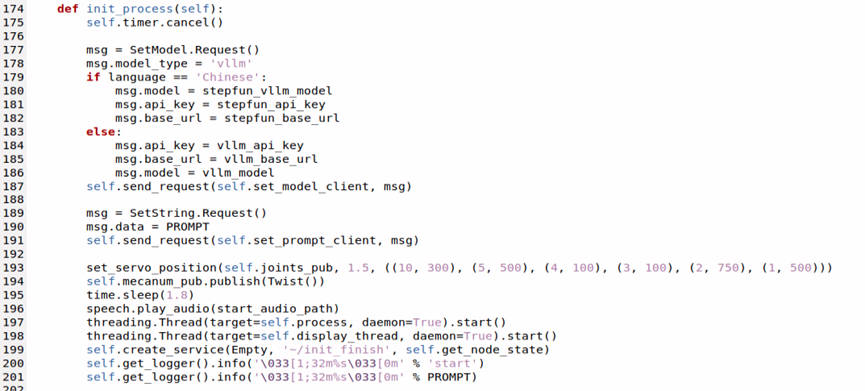 174 def init_process(self):
175 self.timer.cancel()
176
177 msg = SetModel.Request()
178 msg.model_type = 'vllm'
179 if language == 'Chinese':
180 msg.model = stepfun_vllm_model
181 msg.api_key = stepfun_api_key
182 msg.base_url = stepfun_base_url
183 else:
184 msg.api_key = vllm_api_key
185 msg.base_url = vllm_base_url
186 msg.model = vllm_model
187 self.send_request(self.set_model_client, msg)
188
189 msg = SetString.Request()
190 msg.data = PROMPT
191 self.send_request(self.set_prompt_client, msg)
192
193 set_servo_position(self.joints_pub, 1.5, ((10, 300), (5, 500), (4, 100), (3, 100), (2, 750), (1, 500)))
194 self.mecanum_pub.publish(Twist())
195 time.sleep(1.8)
196 speech.play_audio(start_audio_path)
197 threading.Thread(target=self.process, daemon=True).start()
198 threading.Thread(target=self.display_thread, daemon=True).start()
199 self.create_service(Empty, '~/init_finish', self.get_node_state)
200 self.get_logger().info('\033[1;32m%s\033[0m' % 'start')
201 self.get_logger().info('\033[1;32m%s\033[0m' % PROMPT)
202